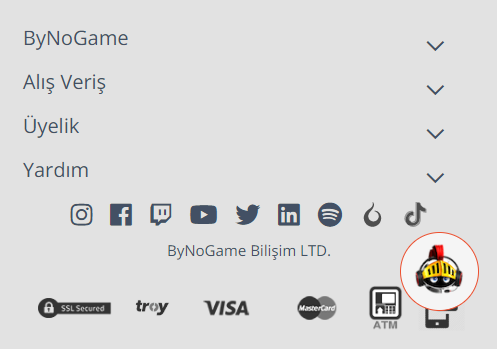 ByNoGame
Alış Veriş
Üyelik
Yardım
ByNoGame Bilişim LTD.
SSL Secured troy VISA MasterCard ATM